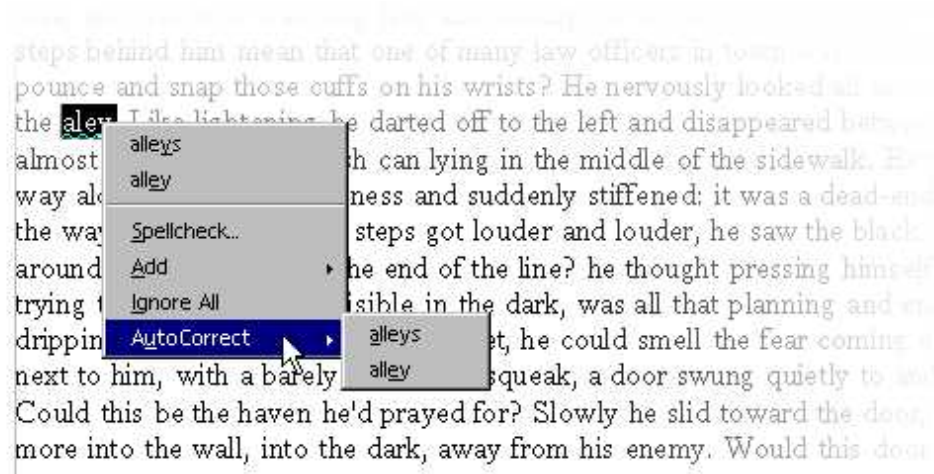 steps behind him mean that one of many law officers in town
pounce and snap those cuffs on his wrists? He nervously looked all
the aley. Like lightening he darted off to the left and disappeared
almost sh can lying in the middle of the sidewalk.
way alo ness and suddenly stiffened: it was a dead-end
the way steps got louder and louder, he saw the black
around he end of the line? he thought pressing himself
trying t isible in the dark, was all that planning and
drippin et, he could smell the fear coming
next to him, with a barely squeak, a door swung quietly to
Could this be the haven he'd prayed for? Slowly he slid toward the door,
more into the wall, into the dark, away from his enemy. Would this door
alleys
alley
Spellcheck...
Add
Ignore All
AutoCorrect
alleys
alley